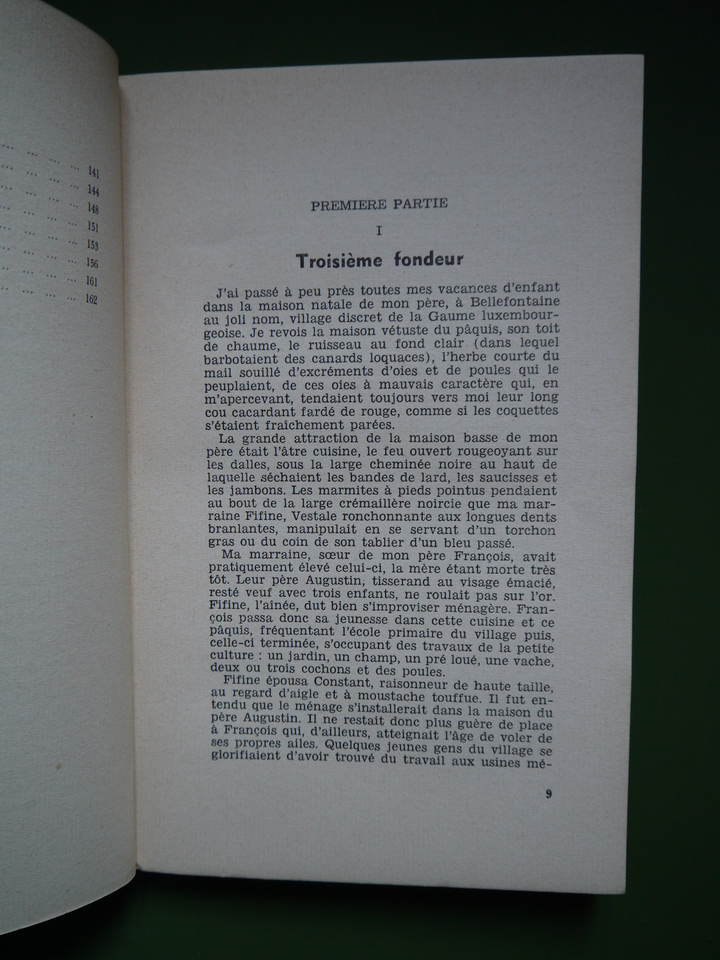 ... ... ... 141
... ... ... 144
... ... ... 148
... ... ... 151
... ... ... 153
... ... ... 156
... ... ... 161
... ... ... 162
PREMIERE PARTIE
I
Troisième fondeur
J'ai passé à peu près toutes mes vacances d'enfant
dans la maison natale de mon père, à Bellefontaine
au joli nom, village discret de la Gaume luxembour-
geoise. Je revois la maison vétuste du pâquis, son toit
de chaume, le ruisseau au fond clair (dans lequel
barbotaient des canards loquaces), l'herbe courte du
mail souillé d'excréments d'oies et de poules qui le
peuplaient, de ces oies à mauvais caractère qui, en
m'apercevant, tendaient toujours vers moi leur long
cou cacardant fardé de rouge, comme si les coquettes
s'étaient fraîchement parées.
La grande attraction de la maison basse de mon
père était l'âtre cuisine, le feu ouvert rougeoyant sur
les dalles, sous la large cheminée noire au haut de
laquelle séchaient les bandes de lard, les saucisses et
les jambons. Les marmites à pieds pointus pendaient
au bout de la large crémaillère noircie que ma mar-
raine Fifine, Vestale ronchonnante aux longues dents
branlantes, manipulait en se servant d'un torchon
gras ou du coin de son tablier d'un bleu passé.
Ma marraine, sœur de mon père François, avait
pratiquement élevé celui-ci, la mère étant morte très
tôt. Leur père Augustin, tisserand au visage émacié,
resté veuf avec trois enfants, ne roulait pas sur l'or.
Fifine, l'aînée, dut bien s'improviser ménagère. Fran-
çois passa donc sa jeunesse dans cette cuisine et ce
pâquis, fréquentant l'école primaire du village puis,
celle-ci terminée, s'occupant des travaux de la petite
culture : un jardin, un champ, un pré loué, une vache,
deux ou trois cochons et des poules.
Fifine épousa Constant, raisonneur de haute taille,
au regard d'aigle et à moustache touffue. Il fut en-
tendu que le ménage s'installerait dans la maison du
père Augustin. Il ne restait donc plus guère de place
à François qui, d'ailleurs, atteignait l'âge de voler de
ses propres ailes. Quelques jeunes gens du village se
glorifiaient d'avoir trouvé du travail aux usines mé-
9